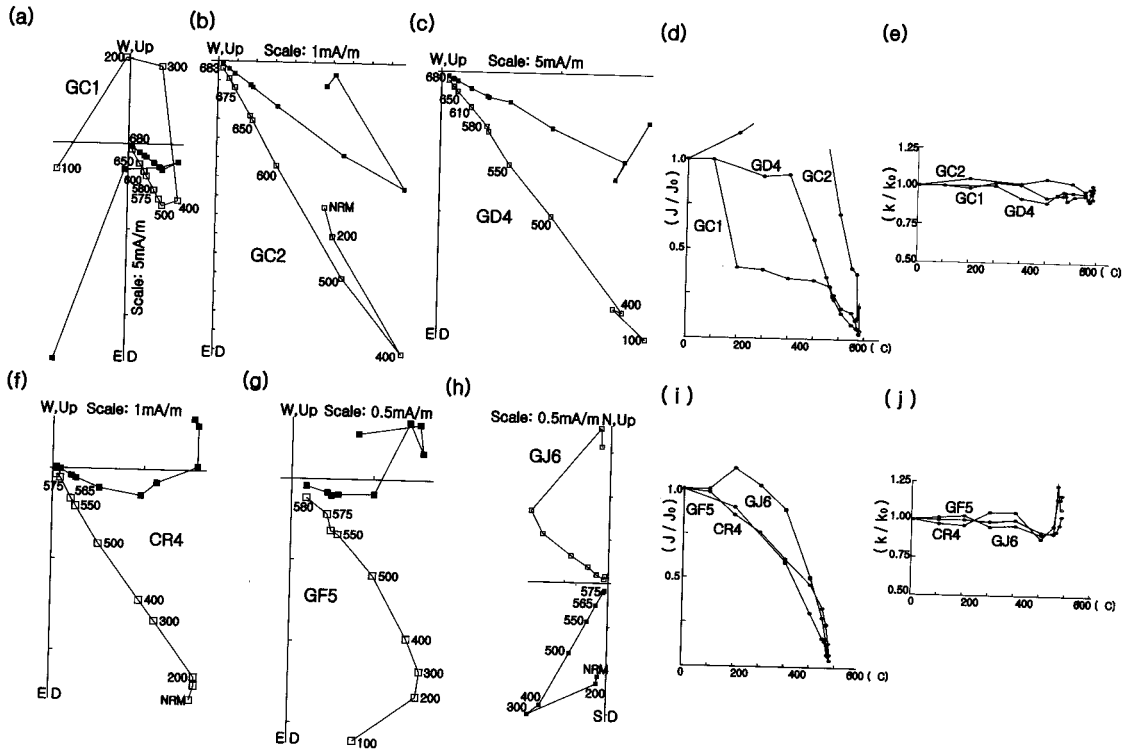 (a)
W,Up
200
300
GC1
680
100
650
600
580
575
500
400
Scale: 5mA/m
E D
(b)
W,Up Scale: 1mA/m
683
675
650
600
NRM
200
GC2
500
400
E D
(c)
W,Up Scale: 5mA/m
680
650
610
580
550
GD4
500
400
100
E D
(d)
(J/J₀)
1.0
0.5
GD4
GC2
GC1
0 200 400 600 ( C)
(e)
(k/k₀)
1.25
1.00
0.75
0.50
GC2
GC1
GD4
0 200 400 600( C)
(f)
W,Up Scale: 1mA/m
575
565
550
500
CR4
400
300
200
NRM
E D
(g)
W,Up Scale: 0.5mA/m
580
575
550
500
GF5
400
300
200
100
E D
(h)
Scale: 0.5mA/m N,Up
GJ6
575
565
550
500
NRM
400
200
300
S D
(i)
(J/J₀)
1.0
0.5
GF5
GJ6
CR4
0 200 400 600 ( C)
(j)
(k/k₀)
1.25
1.00
0.75
0.50
GF5
CR4
GJ6
0 200 400 600 ( C)